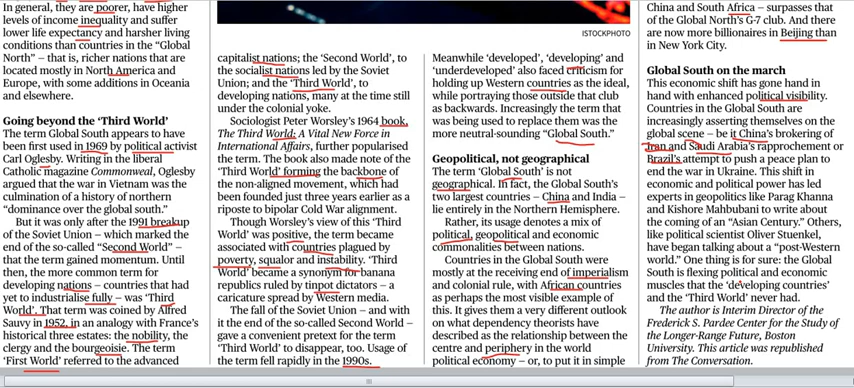 In general, they are poorer, have higher
levels of income inequality and suffer
lower life expectancy and harsher living
conditions than countries in the “Global
North” — that is, richer nations that are
located mostly in North America and
Europe, with some additions in Oceania
and elsewhere.
Going beyond the ‘Third World’
The term Global South appears to have
been first used in 1969 by political activist
Carl Oglesby. Writing in the liberal
Catholic magazine Commonweal, Oglesby
argued that the war in Vietnam was the
culmination of a history of northern
“dominance over the global south.”
But it was only after the 1991 breakup
of the Soviet Union – which marked the
end of the so-called “Second World” –
that the term gained momentum. Until
then, the more common term for
developing nations – countries that had
yet to industrialise fully – was ‘Third
World’. That term was coined by Alfred
Sauvy in 1952, in an analogy with France’s
historical three estates: the nobility, the
clergy and the bourgeoisie. The term
‘First World’ referred to the advanced
ISTOCKPHOTO
capitalist nations; the ‘Second World’, to
the socialist nations led by the Soviet
Union; and the ‘Third World’, to
developing nations, many at the time still
under the colonial yoke.
Sociologist Peter Worsley’s 1964 book,
The Third World: A Vital New Force in
International Affairs, further popularised
the term. The book also made note of the
‘Third World’ forming the backbone of
the non-aligned movement, which had
been founded just three years earlier as a
riposte to bipolar Cold War alignment.
Though Worsley’s view of this ‘Third
World’ was positive, the term became
associated with countries plagued by
poverty, squalor and instability. ‘Third
World’ became a synonym for banana
republics ruled by tinpot dictators – a
caricature spread by Western media.
The fall of the Soviet Union – and with
it the end of the so-called Second World –
gave a convenient pretext for the term
‘Third World’ to disappear, too. Usage of
the term fell rapidly in the 1990s.
Meanwhile ‘developed’, ‘developing’ and
‘underdeveloped’ also faced criticism for
holding up Western countries as the ideal,
while portraying those outside that club
as backwards. Increasingly the term that
was being used to replace them was the
more neutral-sounding “Global South.”
Geopolitical, not geographical
The term ‘Global South’ is not
geographical. In fact, the Global South’s
two largest countries – China and India –
lie entirely in the Northern Hemisphere.
Rather, its usage denotes a mix of
political, geopolitical and economic
commonalities between nations.
Countries in the Global South were
mostly at the receiving end of imperialism
and colonial rule, with African countries
as perhaps the most visible example of
this. It gives them a very different outlook
on what dependency theorists have
described as the relationship between the
centre and periphery in the world
political economy – or, to put it in simple
China and South Africa – surpasses that
of the Global North’s G-7 club. And there
are now more billionaires in Beijing than
in New York City.
Global South on the march
This economic shift has gone hand in
hand with enhanced political visibility.
Countries in the Global South are
increasingly asserting themselves on the
global scene – be it China’s brokering of
Iran and Saudi Arabia’s rapprochement or
Brazil’s attempt to push a peace plan to
end the war in Ukraine. This shift in
economic and political power has led
experts in geopolitics like Parag Khanna
and Kishore Mahbubani to write about
the coming of an “Asian Century.” Others,
like political scientist Oliver Stuenkel,
have began talking about a “post-Western
world.” One thing is for sure: the Global
South is flexing political and economic
muscles that the ‘developing countries’
and the ‘Third World’ never had.
The author is Interim Director of the
Frederick S. Pardee Center for the Study of
the Longer-Range Future, Boston
University. This article was republished
from The Conversation.